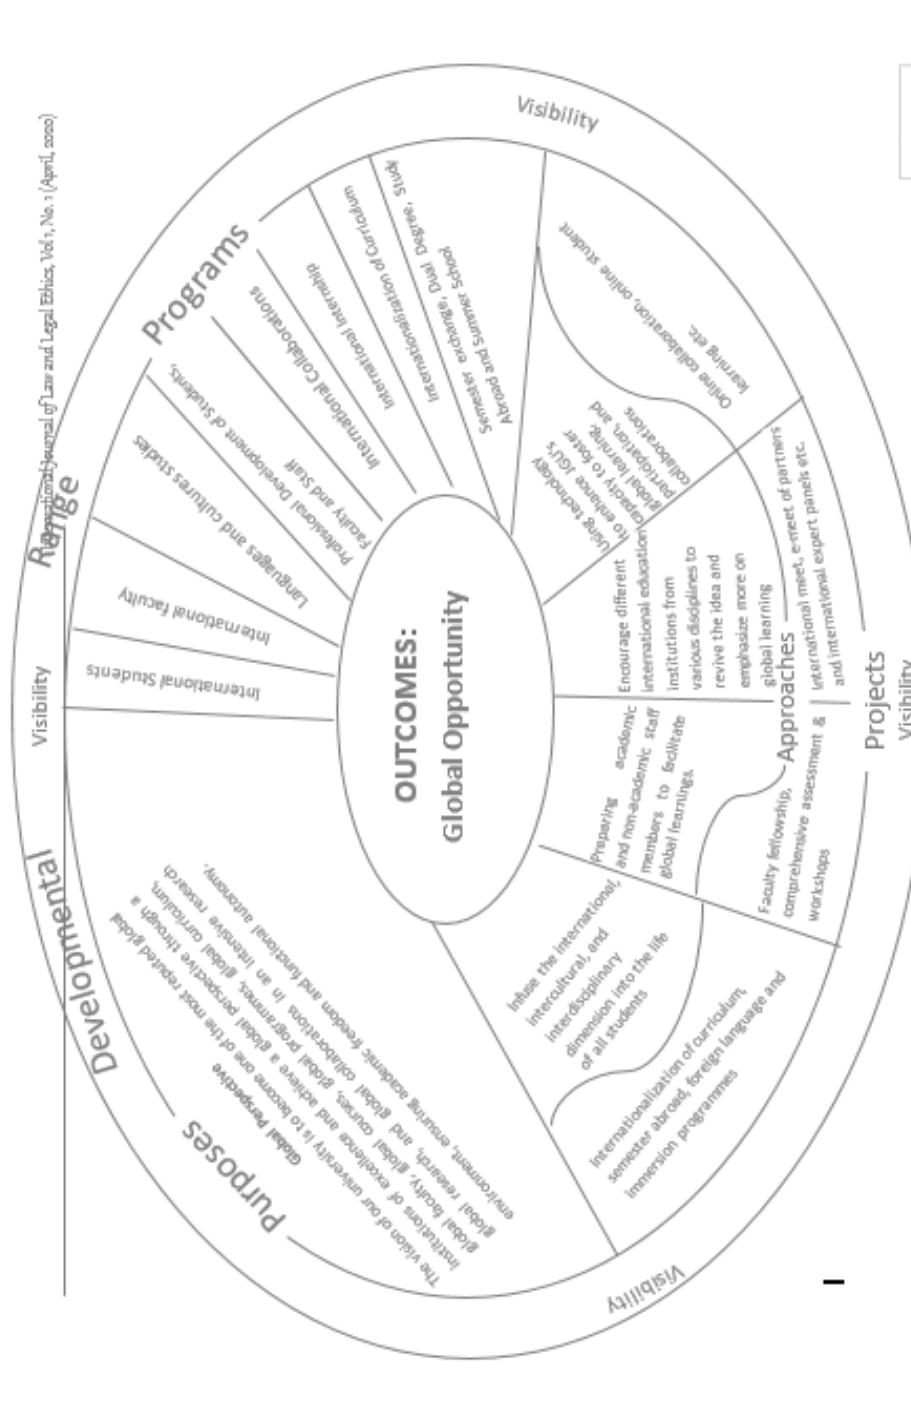 International Journal of Law and Legal Ethics, Vol 1, No. 1 (April, 2020)
Developmental
Visibility
Range
Purposes
Global Perspective
The vision of our university is to become one of the most reputed global
institutions of excellence and achieve a global perspective through a
global faculty, global courses, global programmes, global curriculum,
global research, and global collaborations in an intensive research
environment, ensuring academic freedom and functional autonomy.
International Students
International faculty
Languages and cultures studies
Professional Development of Students,
Faculty and Staff
Programs
International Collaborations
International Internship
Internationalization of Curriculum
Semester exchange, Dual Degree, Study
Abroad and Summer School
Visibility
OUTCOMES:
Global Opportunity
Using technology
to enhance JGU's
capacity to foster
global learning,
participation, and
collaborations
Online collaboration, online student
learning etc.
Encourage different
international education
institutions from
various disciplines to
revive the idea and
emphasize more on
global learning
International meet, e-meet of partners
and international expert panels etc.
Preparing academic
and non-academic staff
members to facilitate
global learnings.
Approaches
Faculty fellowship,
comprehensive assessment &
workshops
Infuse the international,
intercultural, and
interdisciplinary
dimension into the life
of all students
internationalization of curriculum,
semester abroad, foreign language and
immersion programmes
Projects
Visibility
Visibility